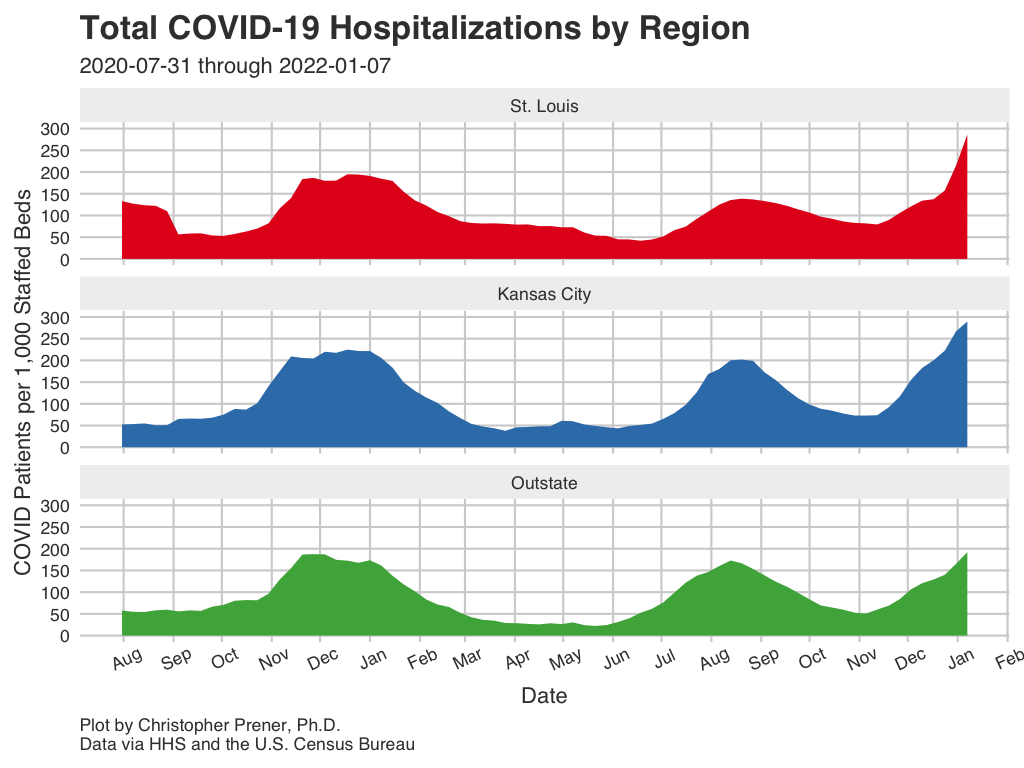 Total COVID-19 Hospitalizations by Region
2020-07-31 through 2022-01-07
COVID Patients per 1,000 Staffed Beds
St. Louis
300
250
200
150
100
50
0
Kansas City
300
250
200
150
100
50
0
Outstate
300
250
200
150
100
50
0
Aug Sep Oct Nov Dec Jan Feb Mar Apr May Jun Jul Aug Sep Oct Nov Dec Jan Feb
Date
Plot by Christopher Prener, Ph.D.
Data via HHS and the U.S. Census Bureau